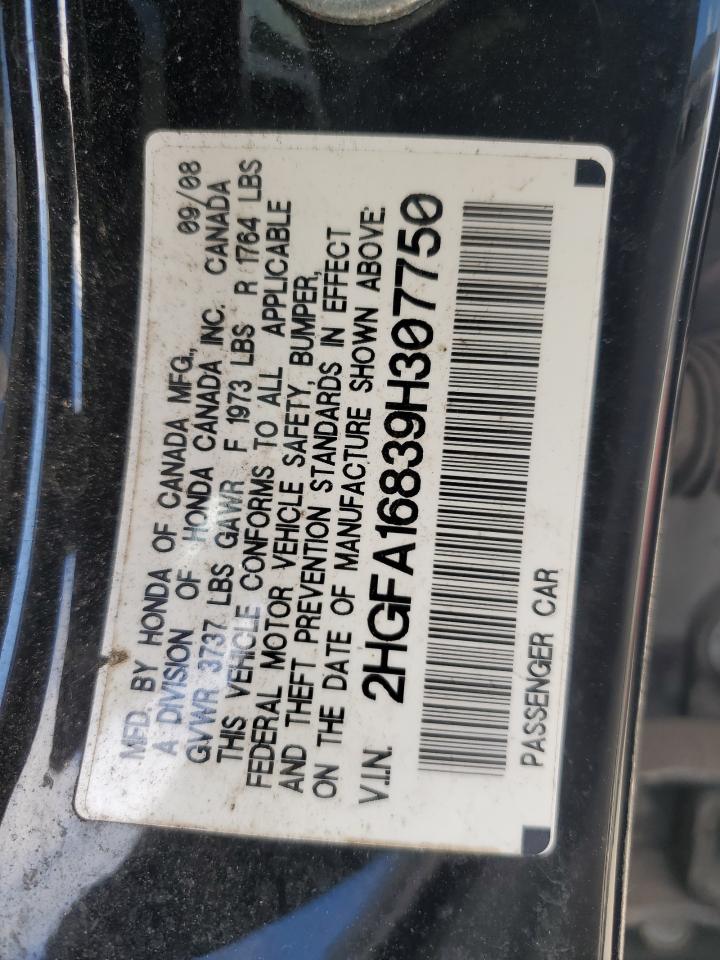 MFD. BY HONDA OF CANADA MFG., 09/08
A DIVISION OF HONDA CANADA INC. CANADA
GVWR 3737 LBS GAWR F 1973 LBS R 1764 LBS
THIS VEHICLE CONFORMS TO ALL APPLICABLE
FEDERAL MOTOR VEHICLE SAFETY, BUMPER,
AND THEFT PREVENTION STANDARDS IN EFFECT
ON THE DATE OF MANUFACTURE SHOWN ABOVE.
V.I.N. 2HGFA16839H307750
PASSENGER CAR